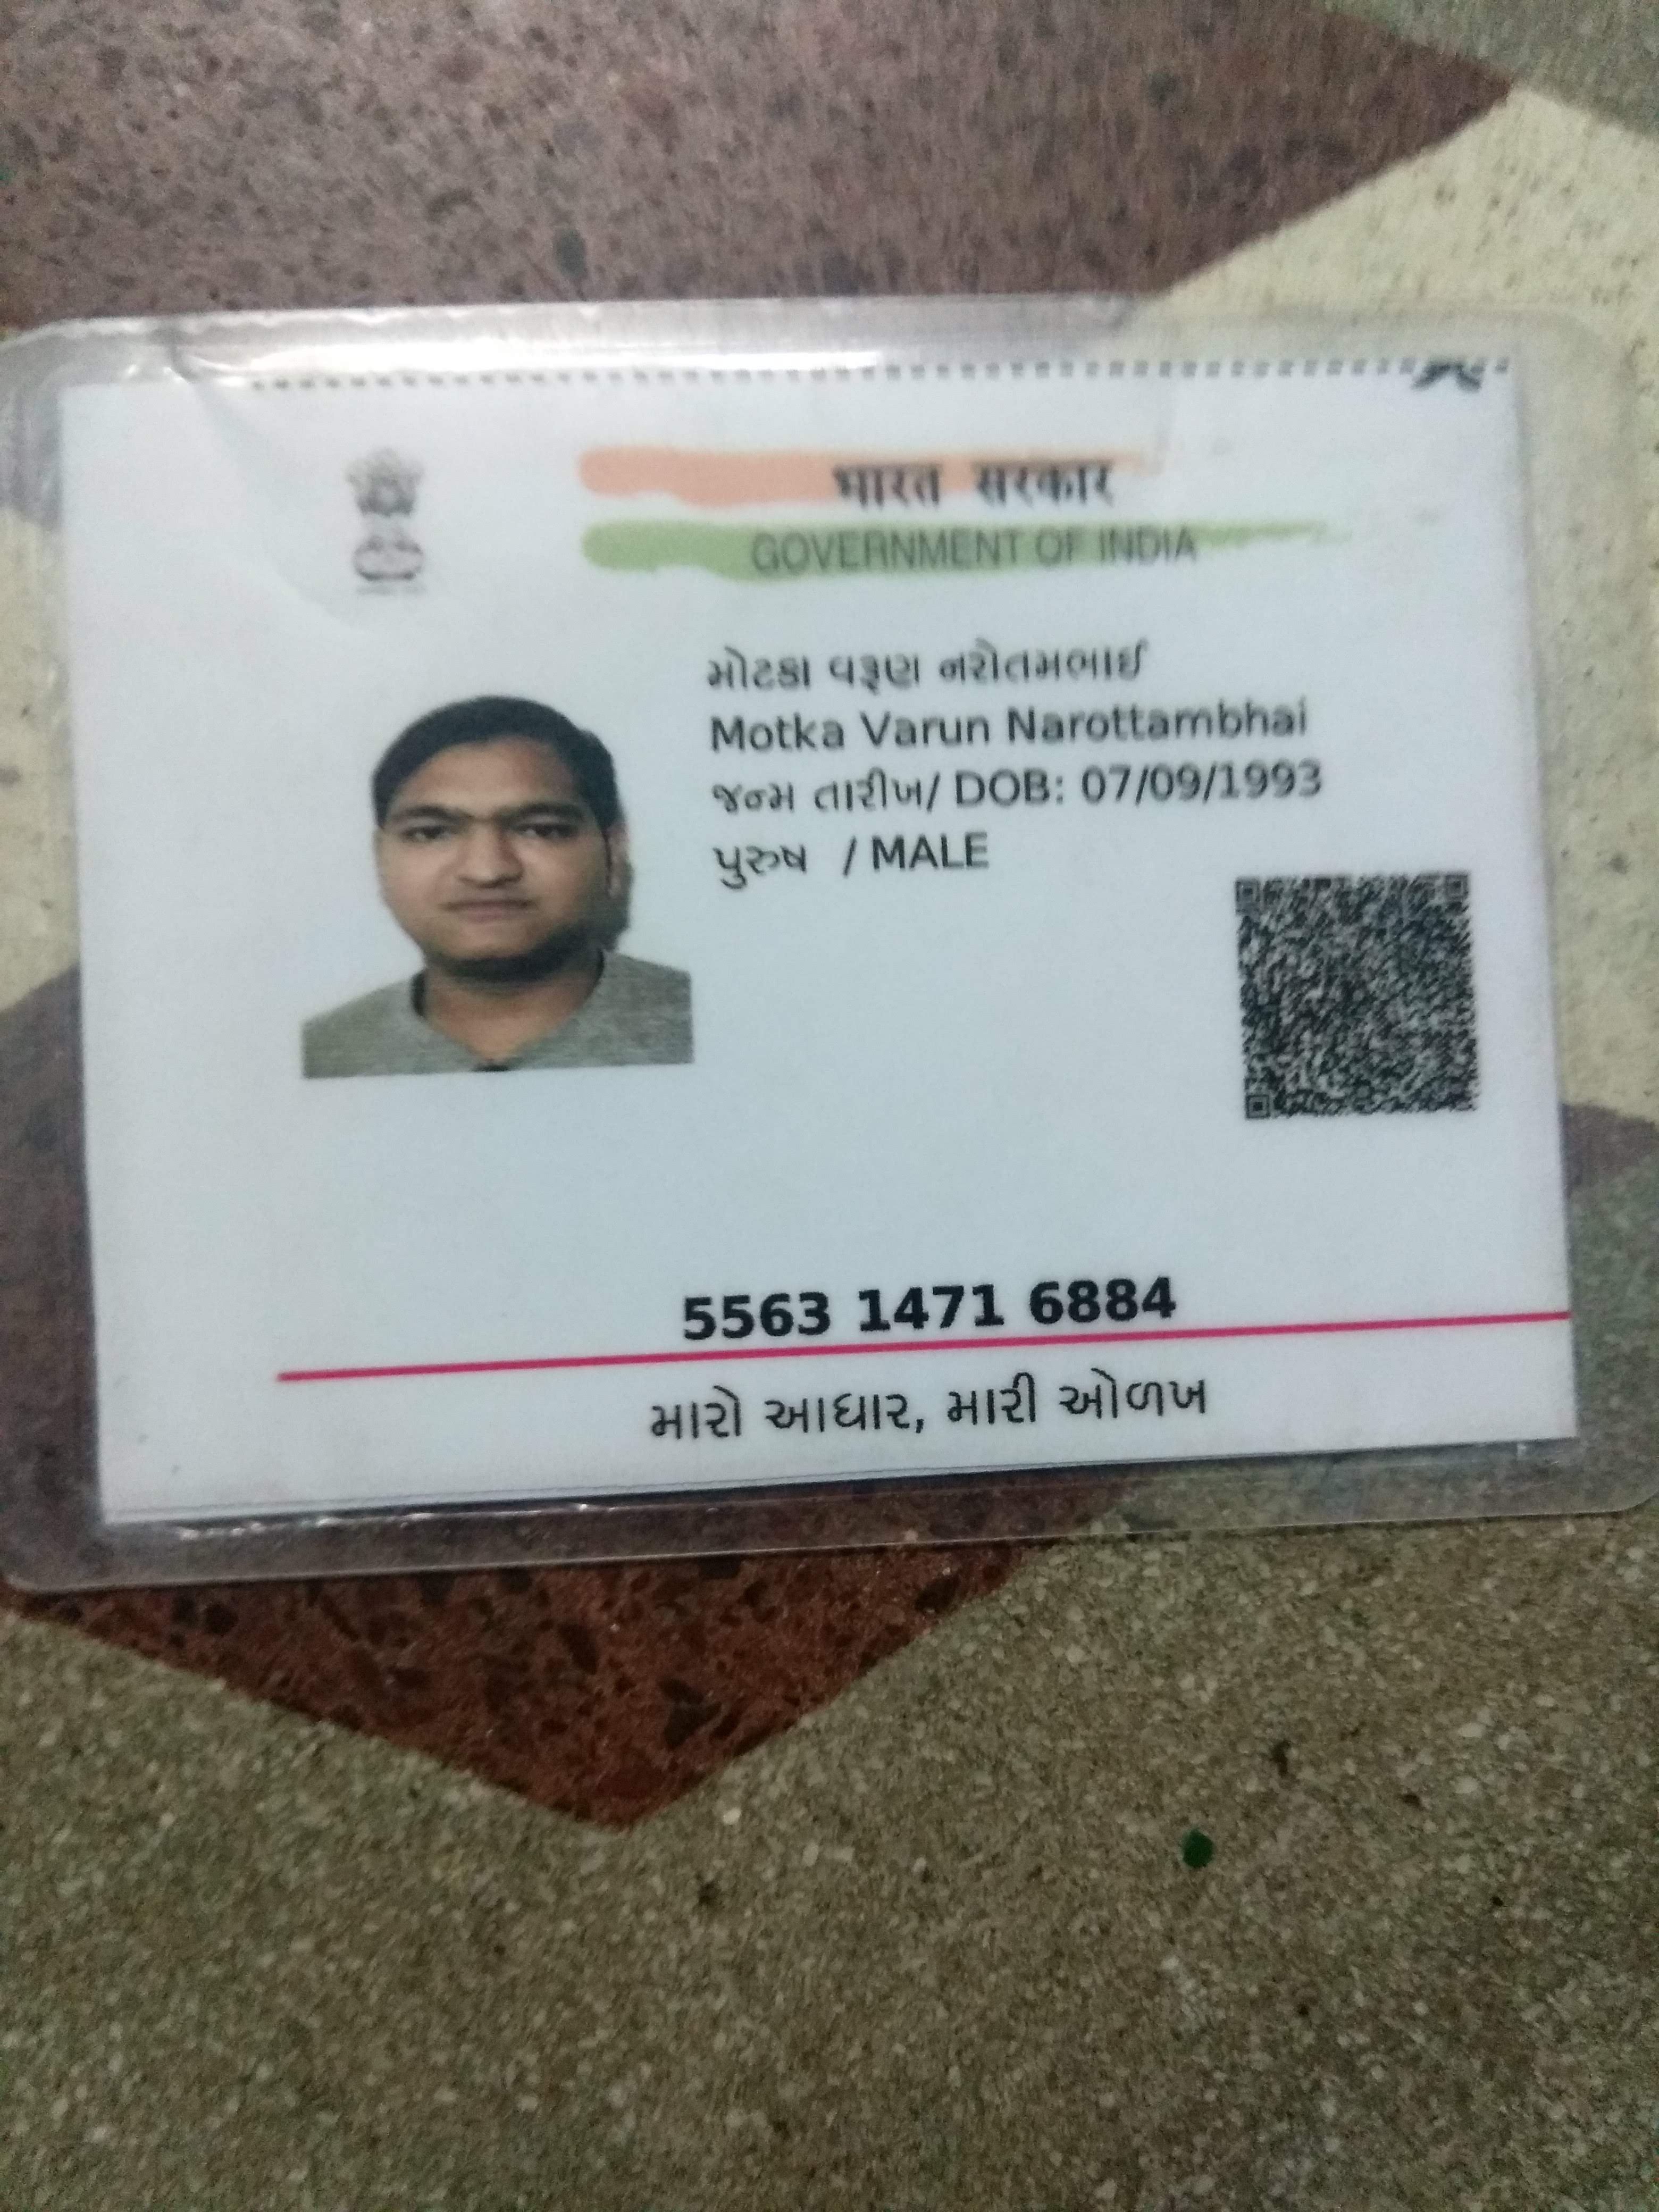 भारत सरकार
GOVERNMENT OF INDIA
મોટકા વરૂણ નરોતમભાઈ
Motka Varun Narottambhai
જન્મ તારીખ/ DOB: 07/09/1993
પુરુષ / MALE
5563 1471 6884
મારો આધાર, મારી ઓળખ